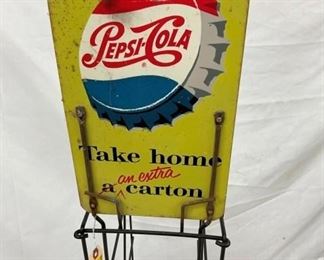 PEPSI-COLA
Take home
an extra
a carton